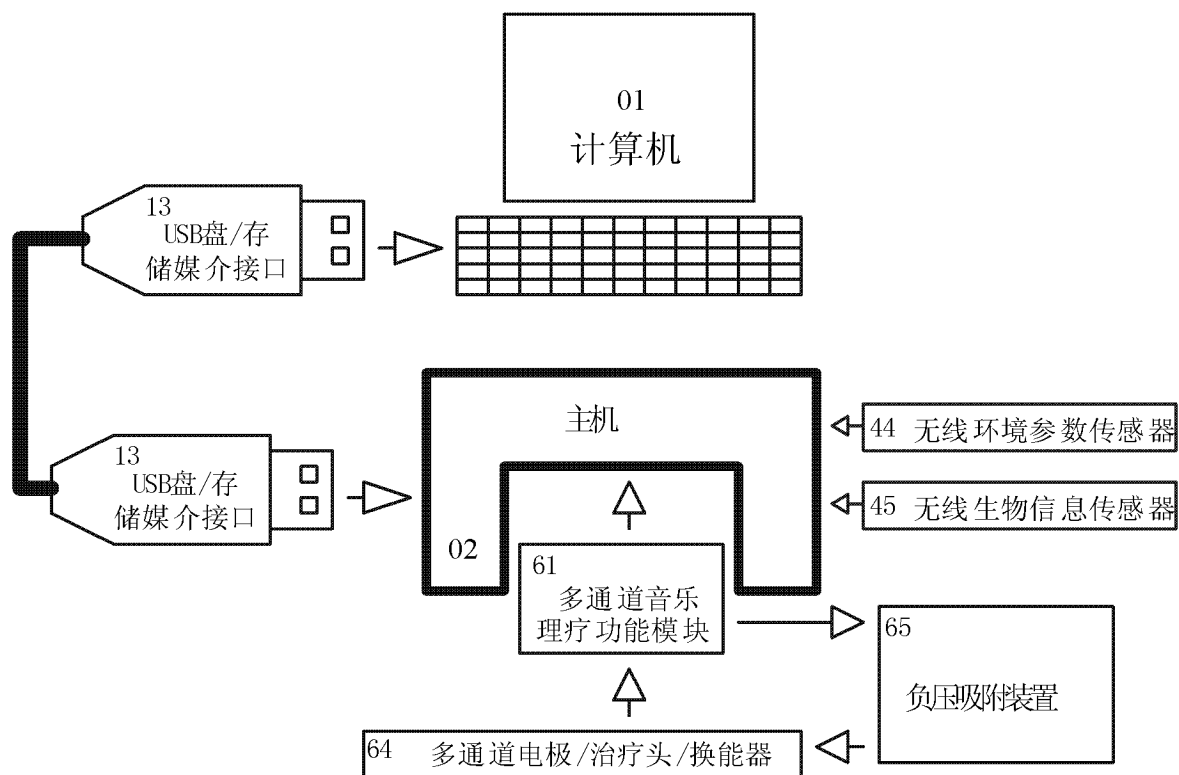 01
计算机
13
USB盘/存
储媒介接口
主机
44 无线环境参数传感器
13
USB盘/存
储媒介接口
45 无线生物信息传感器
02
61
多通道音乐
理疗功能模块
65
负压吸附装置
64 多通道电极/治疗头/换能器